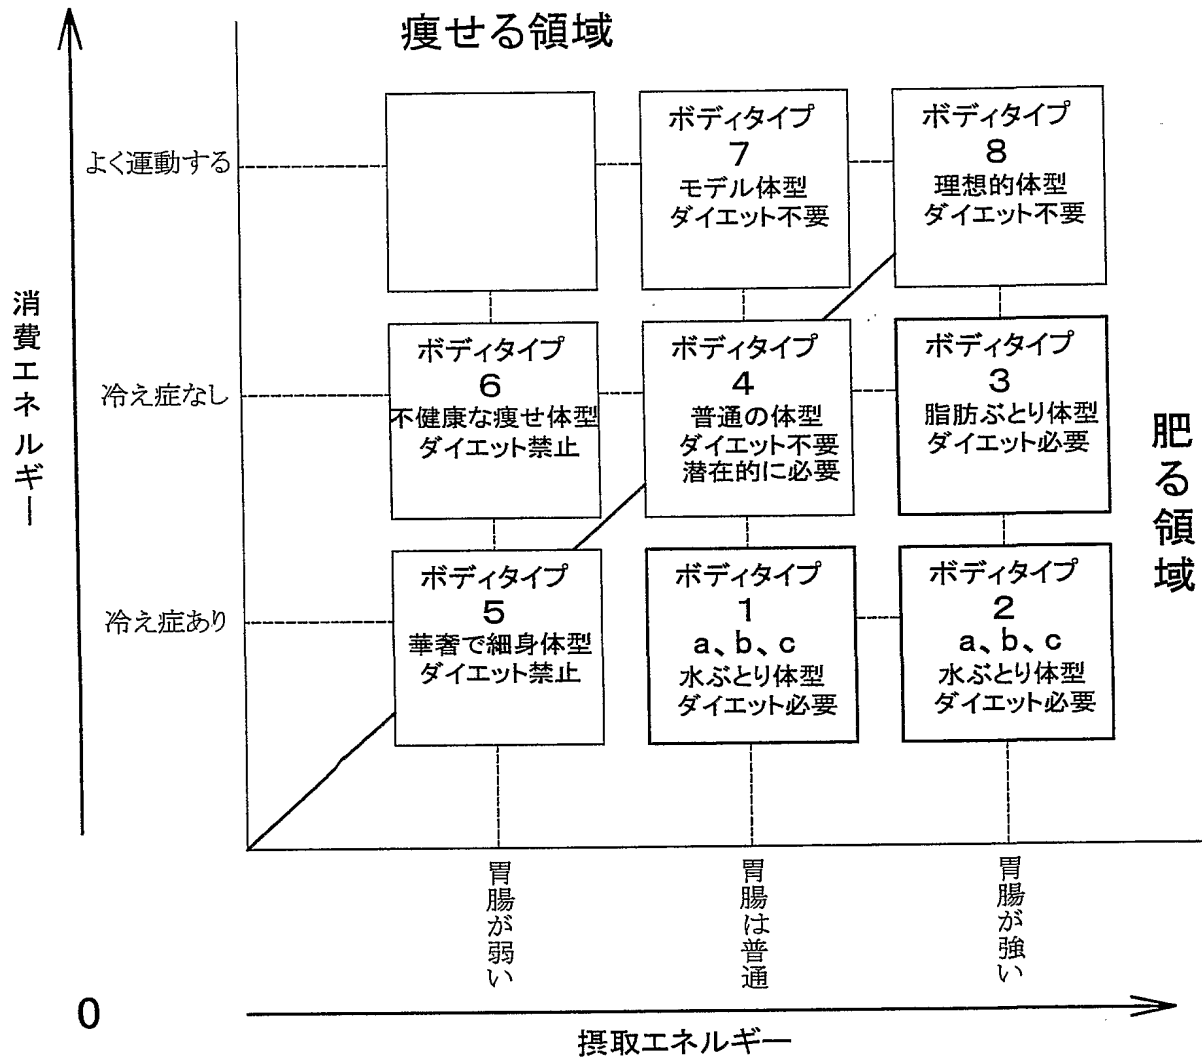 痩せる領域
よく運動する
ボディタイプ
7
モデル体型
ダイエット不要
ボディタイプ
8
理想的体型
ダイエット不要
消費エネルギー
冷え症なし
ボディタイプ
6
不健康な痩せ体型
ダイエット禁止
ボディタイプ
4
普通の体型
ダイエット不要
潜在的に必要
ボディタイプ
3
脂肪ぶとり体型
ダイエット必要
肥る領域
冷え症あり
ボディタイプ
5
華奢で細身体型
ダイエット禁止
ボディタイプ
1
a、b、c
水ぶとり体型
ダイエット必要
ボディタイプ
2
a、b、c
水ぶとり体型
ダイエット必要
胃腸が弱い
胃腸は普通
胃腸が強い
0
摂取エネルギー